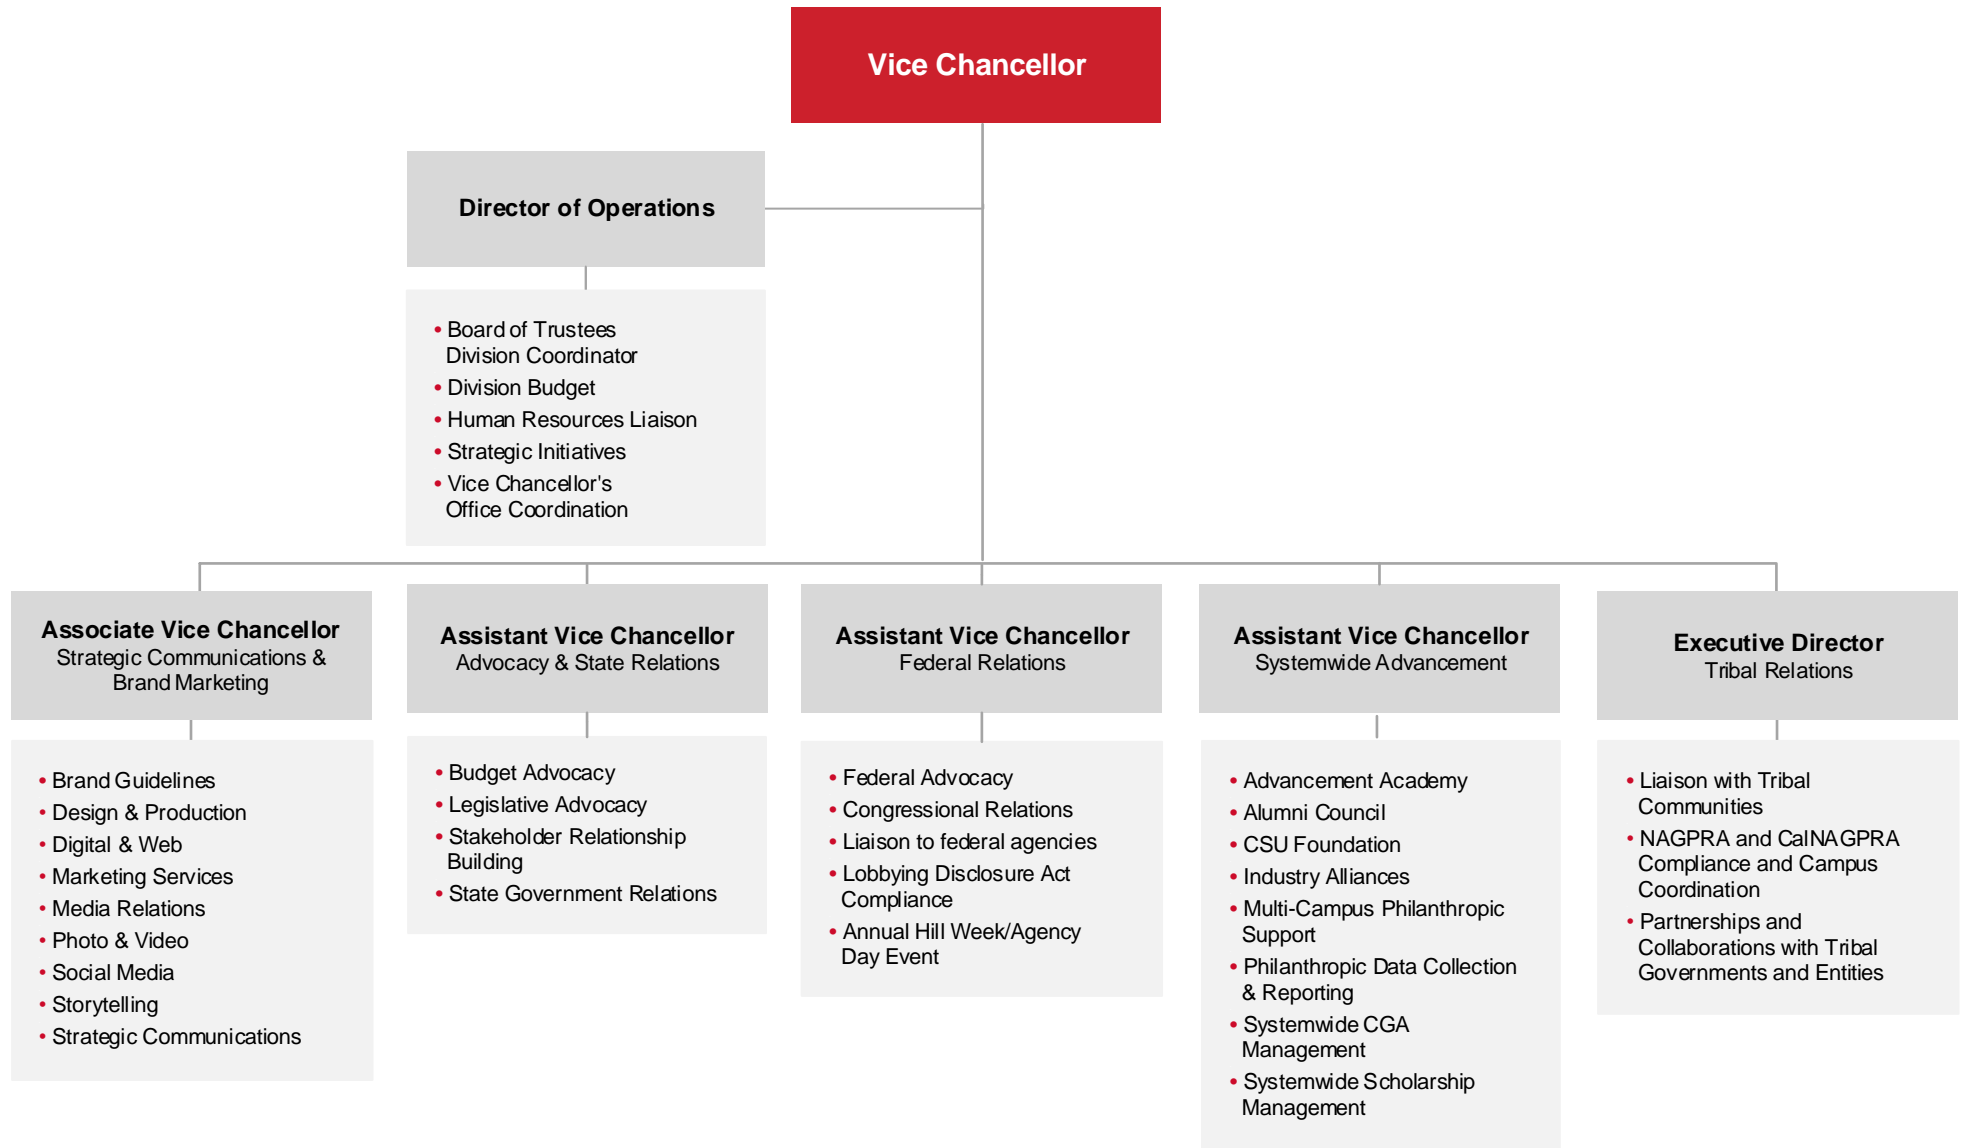 Vice Chancellor
Director of Operations
• Board of Trustees
Division Coordinator
• Division Budget
• Human Resources Liaison
• Strategic Initiatives
• Vice Chancellor's
Office Coordination
Associate Vice Chancellor
Strategic Communications &
Brand Marketing
• Brand Guidelines
• Design & Production
• Digital & Web
• Marketing Services
• Media Relations
• Photo & Video
• Social Media
• Storytelling
• Strategic Communications
Assistant Vice Chancellor
Advocacy & State Relations
• Budget Advocacy
• Legislative Advocacy
• Stakeholder Relationship
Building
• State Government Relations
Assistant Vice Chancellor
Federal Relations
• Federal Advocacy
• Congressional Relations
• Liaison to federal agencies
• Lobbying Disclosure Act
Compliance
• Annual Hill Week/Agency
Day Event
Assistant Vice Chancellor
Systemwide Advancement
• Advancement Academy
• Alumni Council
• CSU Foundation
• Industry Alliances
• Multi-Campus Philanthropic
Support
• Philanthropic Data Collection
& Reporting
• Systemwide CGA
Management
• Systemwide Scholarship
Management
Executive Director
Tribal Relations
• Liaison with Tribal
Communities
• NAGPRA and CalNAGPRA
Compliance and Campus
Coordination
• Partnerships and
Collaborations with Tribal
Governments and Entities